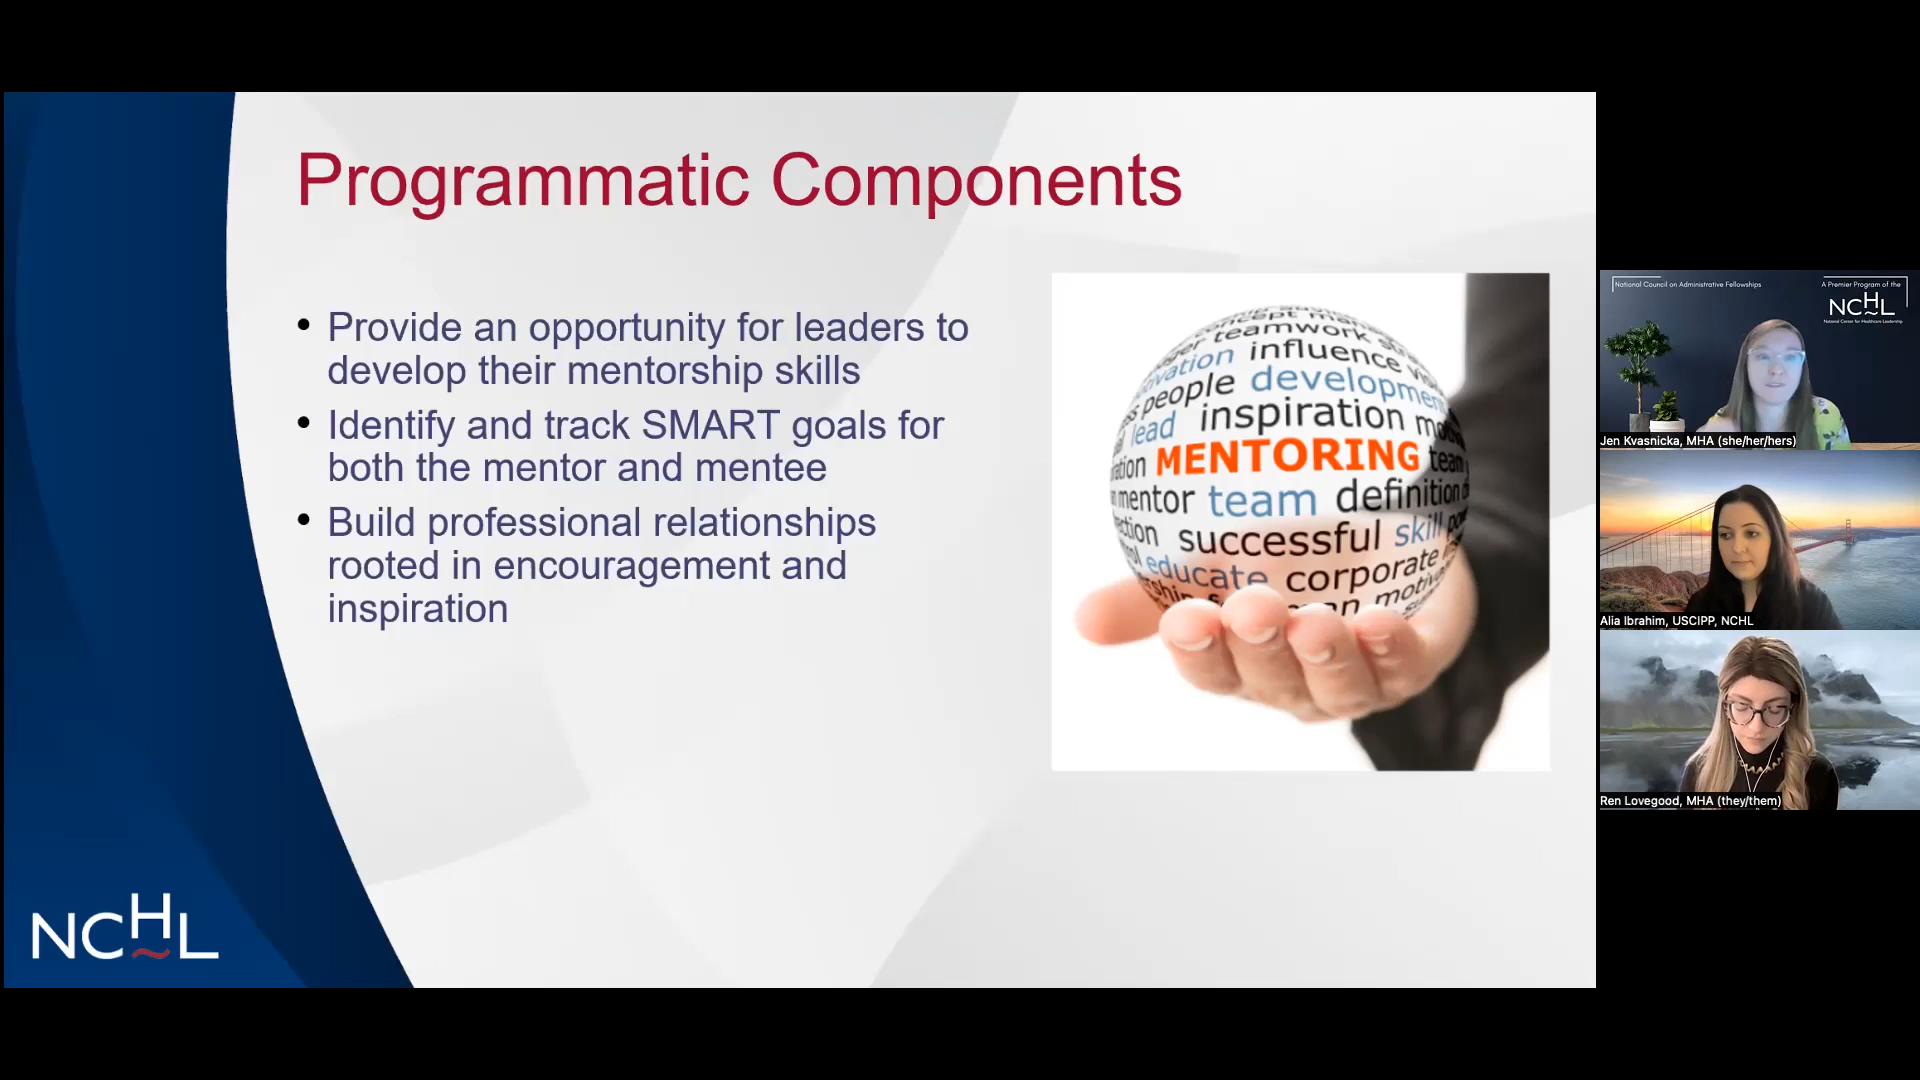 Programmatic Components
Provide an opportunity for leaders to
develop their mentorship skills
Identify and track SMART goals for
both the mentor and mentee
Build professional relationships
rooted in encouragement and
inspiration
teamwork
influence
people development
lead inspiration
MENTORING team
mentor team definition
successful skill
educate corporate
NCHL
National Council on Administrative Fellowships
A Premier Program of the
NCHL
National Center for Healthcare Leadership
Jen Kvasnicka, MHA (she/her/hers)
Alia Ibrahim, USCIPP, NCHL
Ren Lovegood, MHA (they/them)